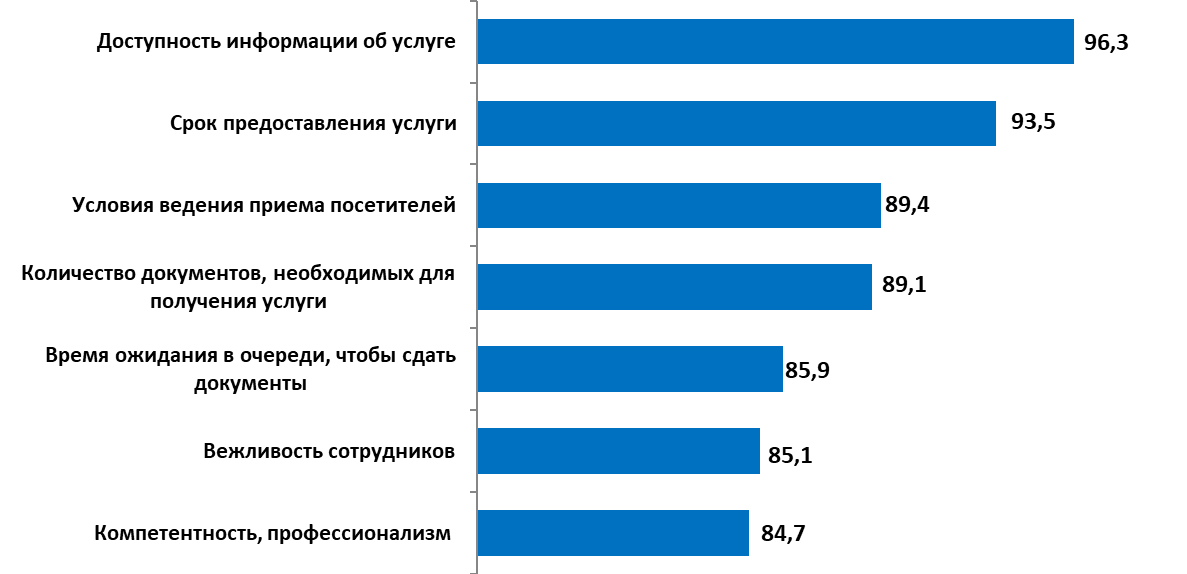 Доступность информации об услуге 96,3
Срок предоставления услуги 93,5
Условия ведения приема посетителей 89,4
Количество документов, необходимых для
получения услуги 89,1
Время ожидания в очереди, чтобы сдать
документы 85,9
Вежливость сотрудников 85,1
Компетентность, профессионализм 84,7